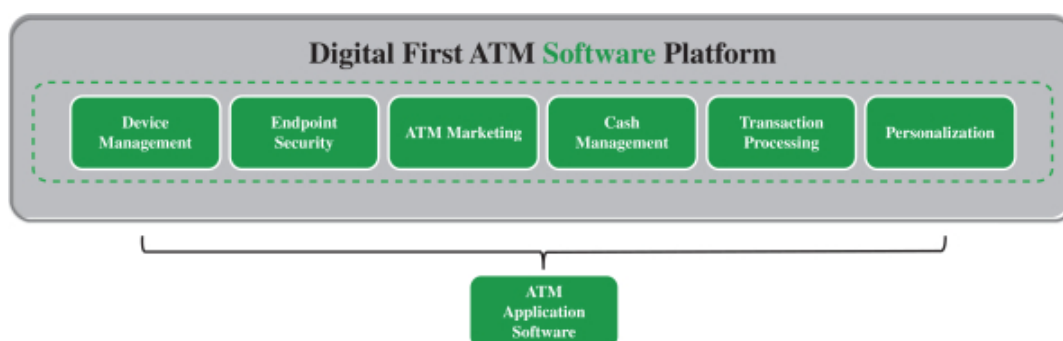 Digital First ATM Software Platform
Device
Management
Endpoint
Security
ATM Marketing
Cash
Management
Transaction
Processing
Personalization
ATM
Application
Software